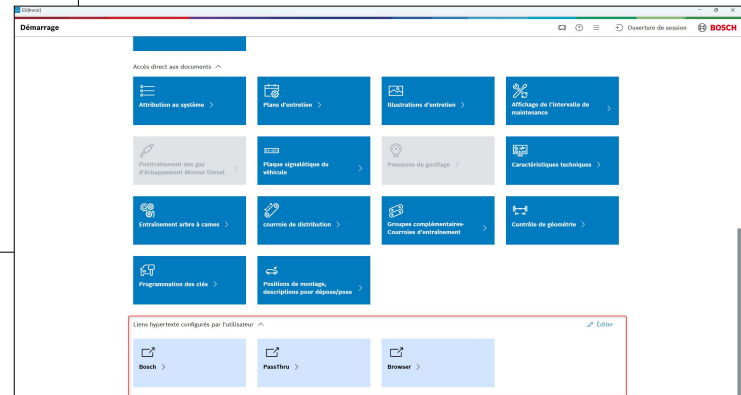 ESI[tronic]
Démarrage
Ouverture de session
BOSCH
Accès direct aux documents
Attribution au système
Plans d'entretien
Illustrations d'entretien
Affichage de l'intervalle de
maintenance
Posttraitement des gaz
d'échappement Moteur Diesel
Plaque signalétique du
véhicule
Pressions de gonflage
Caractéristiques techniques
Entraînement arbre à cames
courroie de distribution
Groupes complémentaires-
Courroies d'entraînement
Contrôle de géométrie
Programmation des clés
Positions de montage,
descriptions pour dépose/pose
Liens hypertexte configurés par l'utilisateur
Éditer
Bosch
PassThru
Browser